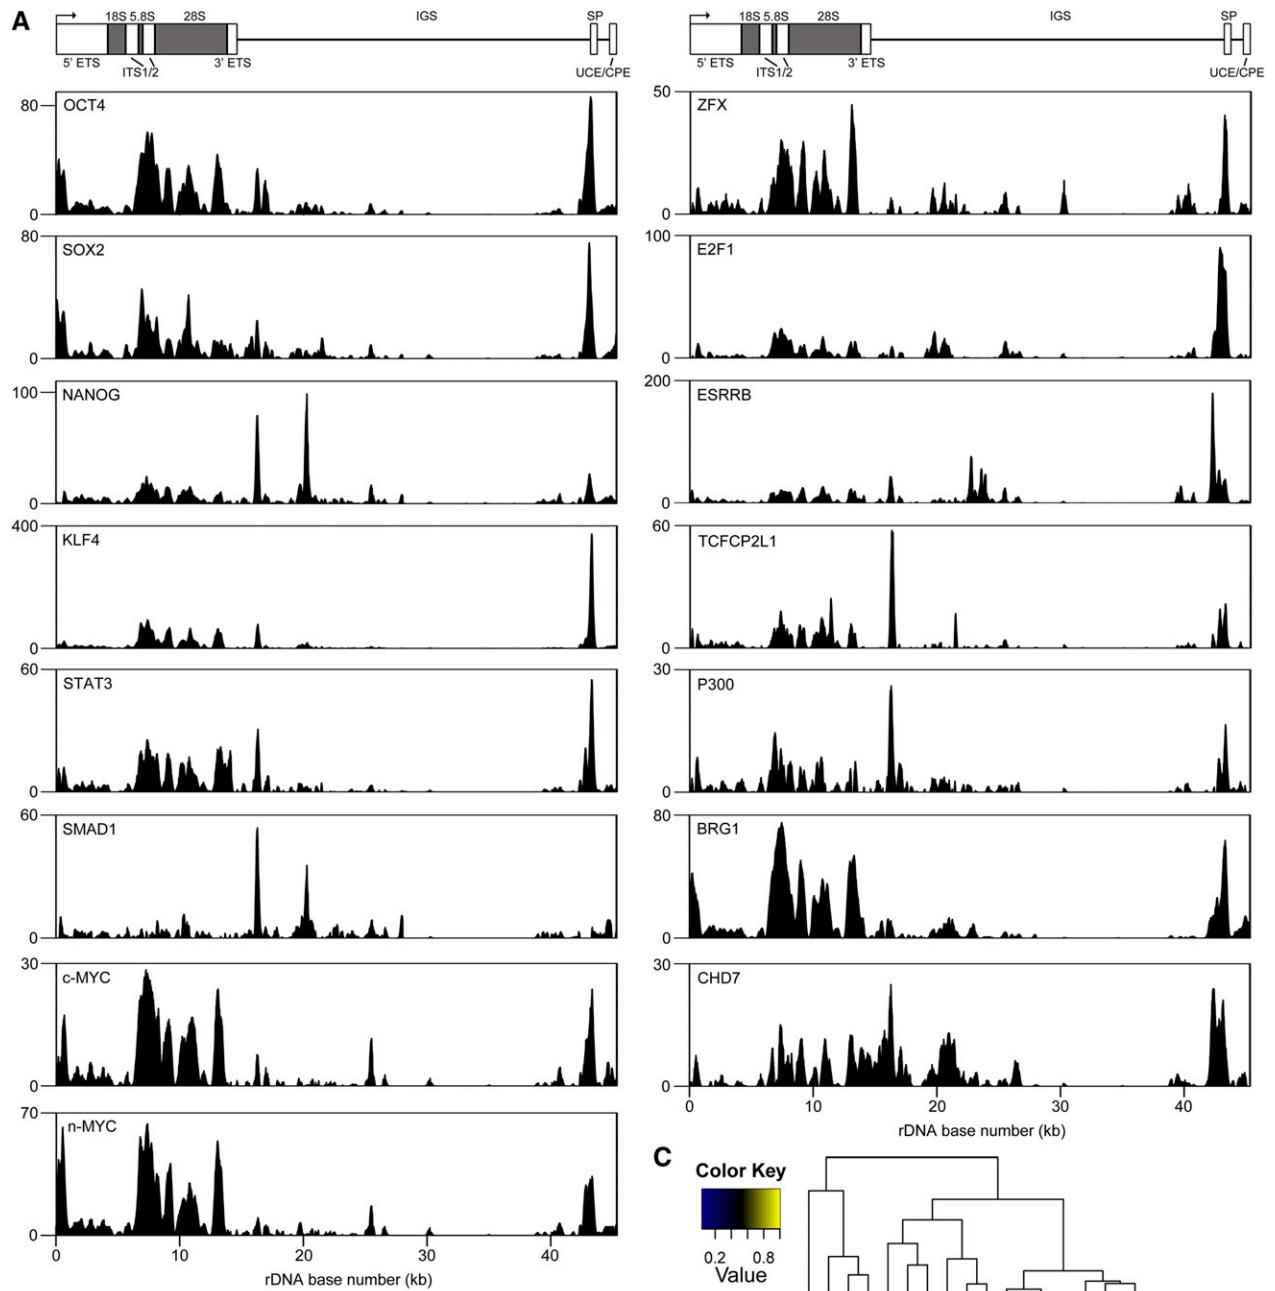 A
18S 5.8S 28S IGS SP
5' ETS ITS1/2 3' ETS UCE/CPE
80
OCT4
0
80
SOX2
0
100
NANOG
0
400
KLF4
0
60
STAT3
0
60
SMAD1
0
30
c-MYC
0
70
n-MYC
0
0 10 20 30 40
rDNA base number (kb)
18S 5.8S 28S IGS SP
5' ETS ITS1/2 3' ETS UCE/CPE
50
ZFX
0
100
E2F1
0
200
ESRRB
0
60
TCFCP2L1
0
30
P300
0
80
BRG1
0
30
CHD7
0
0 10 20 30 40
rDNA base number (kb)
C
Color Key
0.2 0.8
Value